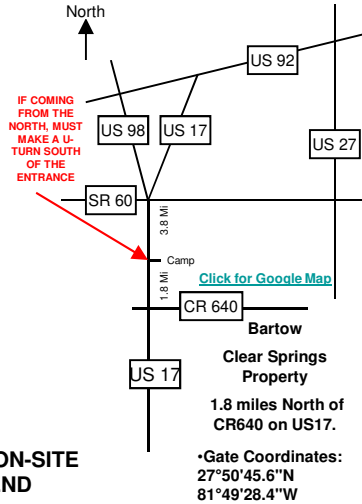 North
US 92
IF COMING
FROM THE
NORTH, MUST
MAKE A U-
TURN SOUTH
OF THE
ENTRANCE
US 98
US 17
US 27
SR 60
3.8 Mi
Camp
1.8 Mi
Click for Google Map
CR 640
Bartow
Clear Springs
Property
US 17
1.8 miles North of
CR640 on US17.
ON-SITE
END
•Gate Coordinates:
27°50'45.6"N
81°49'28.4"W